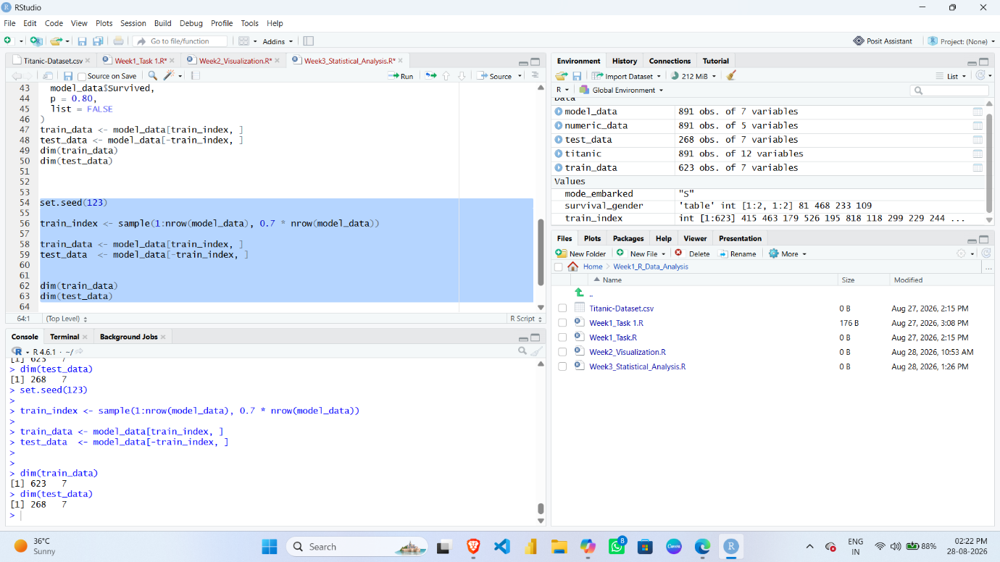 RStudio
File Edit Code View Plots Session Build Debug Profile Tools Help
Go to file/function Addins Posit Assistant Project: (None)
Titanic-Dataset.csv Week1_Task 1.R* Week2_Visualization.R* Week3_Statistical_Analysis.R*
Source on Save Run Source
43 model_data$Survived,
44 p = 0.80,
45 list = FALSE
46 )
47 train_data <- model_data[train_index, ]
48 test_data <- model_data[-train_index, ]
49 dim(train_data)
50 dim(test_data)
51
52
53
54 set.seed(123)
55
56 train_index <- sample(1:nrow(model_data), 0.7 * nrow(model_data))
57
58 train_data <- model_data[train_index, ]
59 test_data  <- model_data[-train_index, ]
60
61
62 dim(train_data)
63 dim(test_data)
64
64:1 (Top Level) R Script
Console Terminal Background Jobs
R 4.6.1 · ~/
[1] 623   7
> dim(test_data)
[1] 268   7
> set.seed(123)
>
> train_index <- sample(1:nrow(model_data), 0.7 * nrow(model_data))
>
> train_data <- model_data[train_index, ]
> test_data  <- model_data[-train_index, ]
>
>
> dim(train_data)
[1] 623   7
> dim(test_data)
[1] 268   7
>
Environment History Connections Tutorial
Import Dataset 212 MiB List
R Global Environment
Data
model_data 891 obs. of 7 variables
numeric_data 891 obs. of 5 variables
test_data 268 obs. of 7 variables
titanic 891 obs. of 12 variables
train_data 623 obs. of 7 variables
Values
mode_embarked "S"
survival_gender 'table' int [1:2, 1:2] 81 468 233 109
train_index int [1:623] 415 463 179 526 195 818 118 299 229 244 ...
Files Plots Packages Help Viewer Presentation
New Folder New File Delete Rename More
Home Week1_R_Data_Analysis ...
Name Size Modified
..
Titanic-Dataset.csv 0 B Aug 27, 2026, 2:15 PM
Week1_Task 1.R 176 B Aug 27, 2026, 3:08 PM
Week1_Task.R 0 B Aug 27, 2026, 2:15 PM
Week2_Visualization.R 0 B Aug 28, 2026, 10:53 AM
Week3_Statistical_Analysis.R 0 B Aug 28, 2026, 1:26 PM
36°C
Sunny
Search
8
Canva
ENG
IN
88%
02:22 PM
28-08-2026